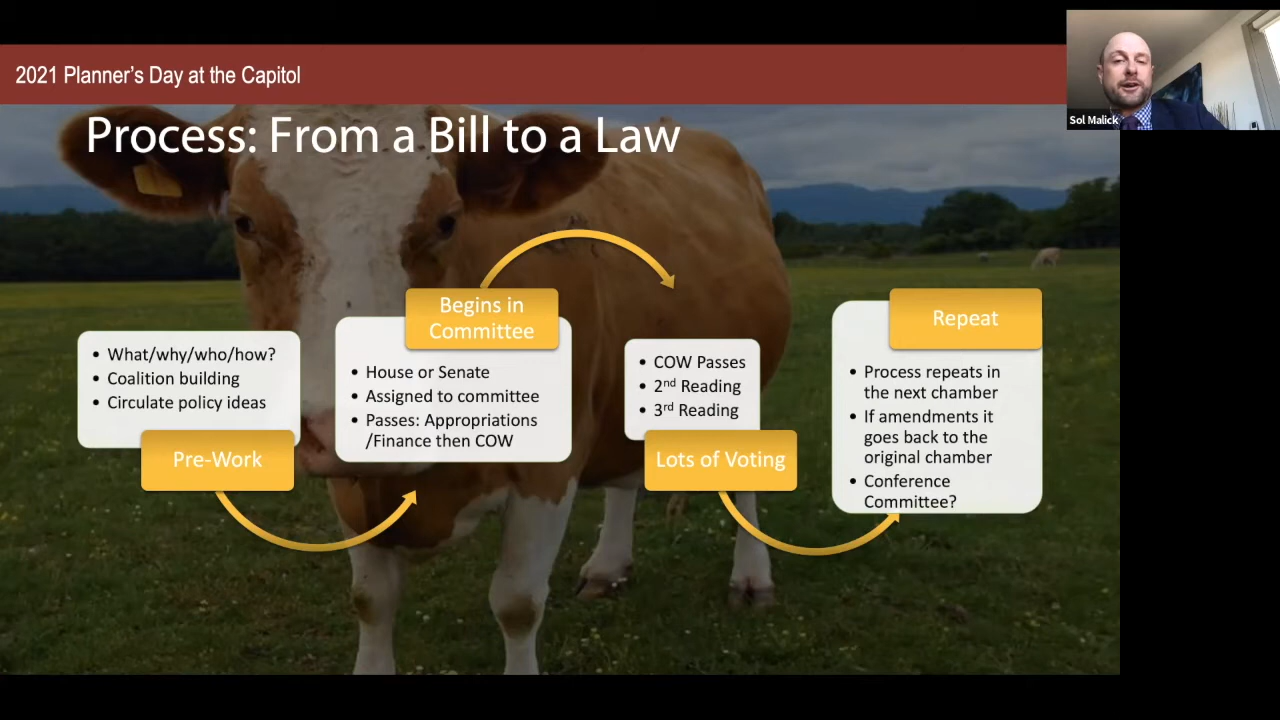 2021 Planner's Day at the Capitol
Sol Malick
Process: From a Bill to a Law
• What/why/who/how?
• Coalition building
• Circulate policy ideas
Pre-Work
Begins in
Committee
• House or Senate
• Assigned to committee
• Passes: Appropriations
/Finance then COW
• COW Passes
• 2nd Reading
• 3rd Reading
Lots of Voting
Repeat
• Process repeats in
the next chamber
• If amendments it
goes back to the
original chamber
• Conference
Committee?